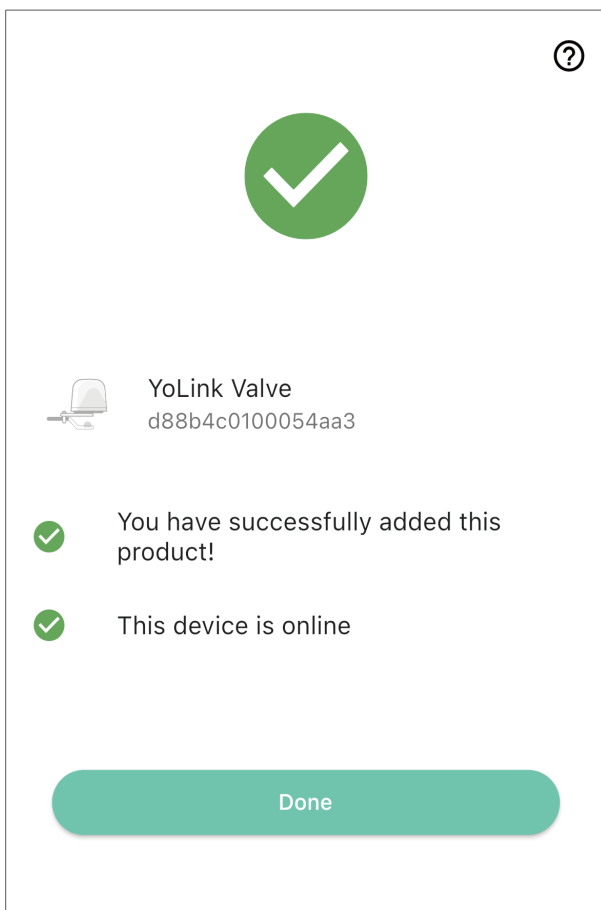 YoLink Valve
d88b4c0100054aa3
You have successfully added this
product!
This device is online
Done